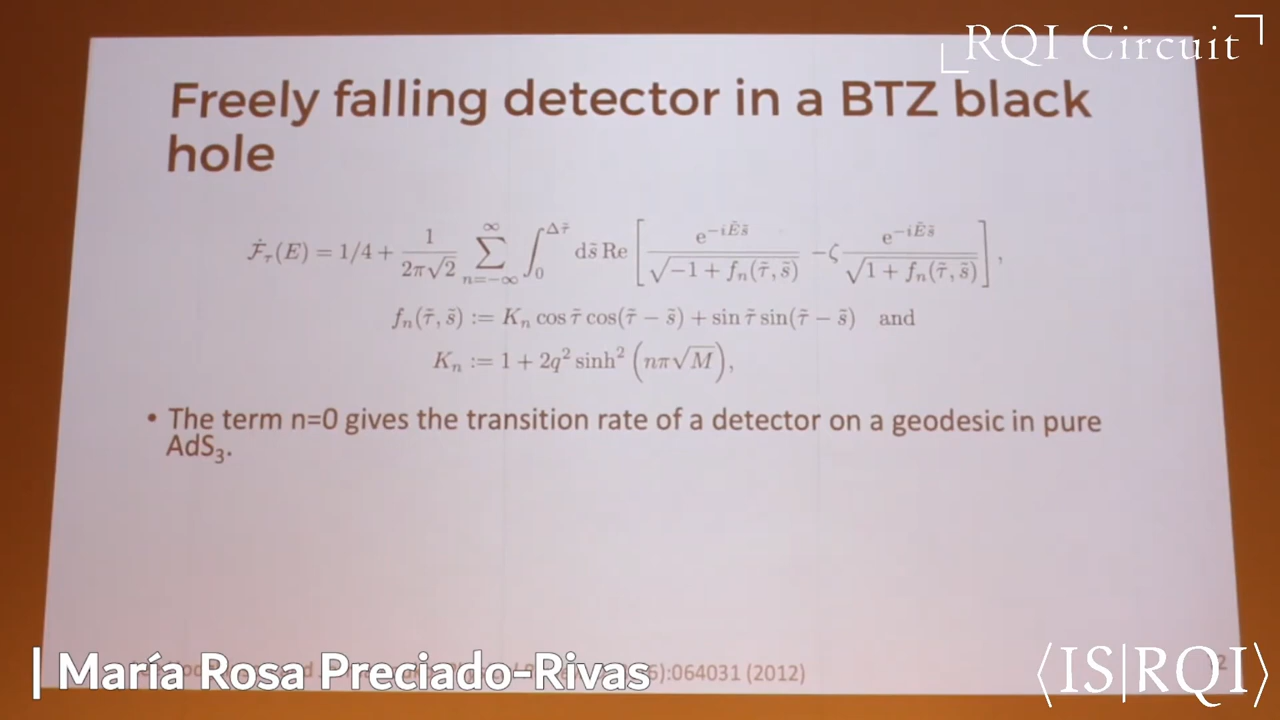 RQI Circuit
Freely falling detector in a BTZ black
hole
Ḟ_τ(E) = 1/4 + 1/(2π√2) ∑_{n=−∞}^{∞} ∫_0^{Δτ̃} ds̃ Re [ e^{−iẼs̃}/√(−1 + f_n(τ̃, s̃)) − ζ e^{−iẼs̃}/√(1 + f_n(τ̃, s̃)) ],
f_n(τ̃, s̃) := K_n cos τ̃ cos(τ̃ − s̃) + sin τ̃ sin(τ̃ − s̃) and
K_n := 1 + 2q² sinh² (nπ√M),
• The term n=0 gives the transition rate of a detector on a geodesic in pure
AdS₃.
| María Rosa Preciado-Rivas
:064031 (2012)
⟨IS|RQI⟩